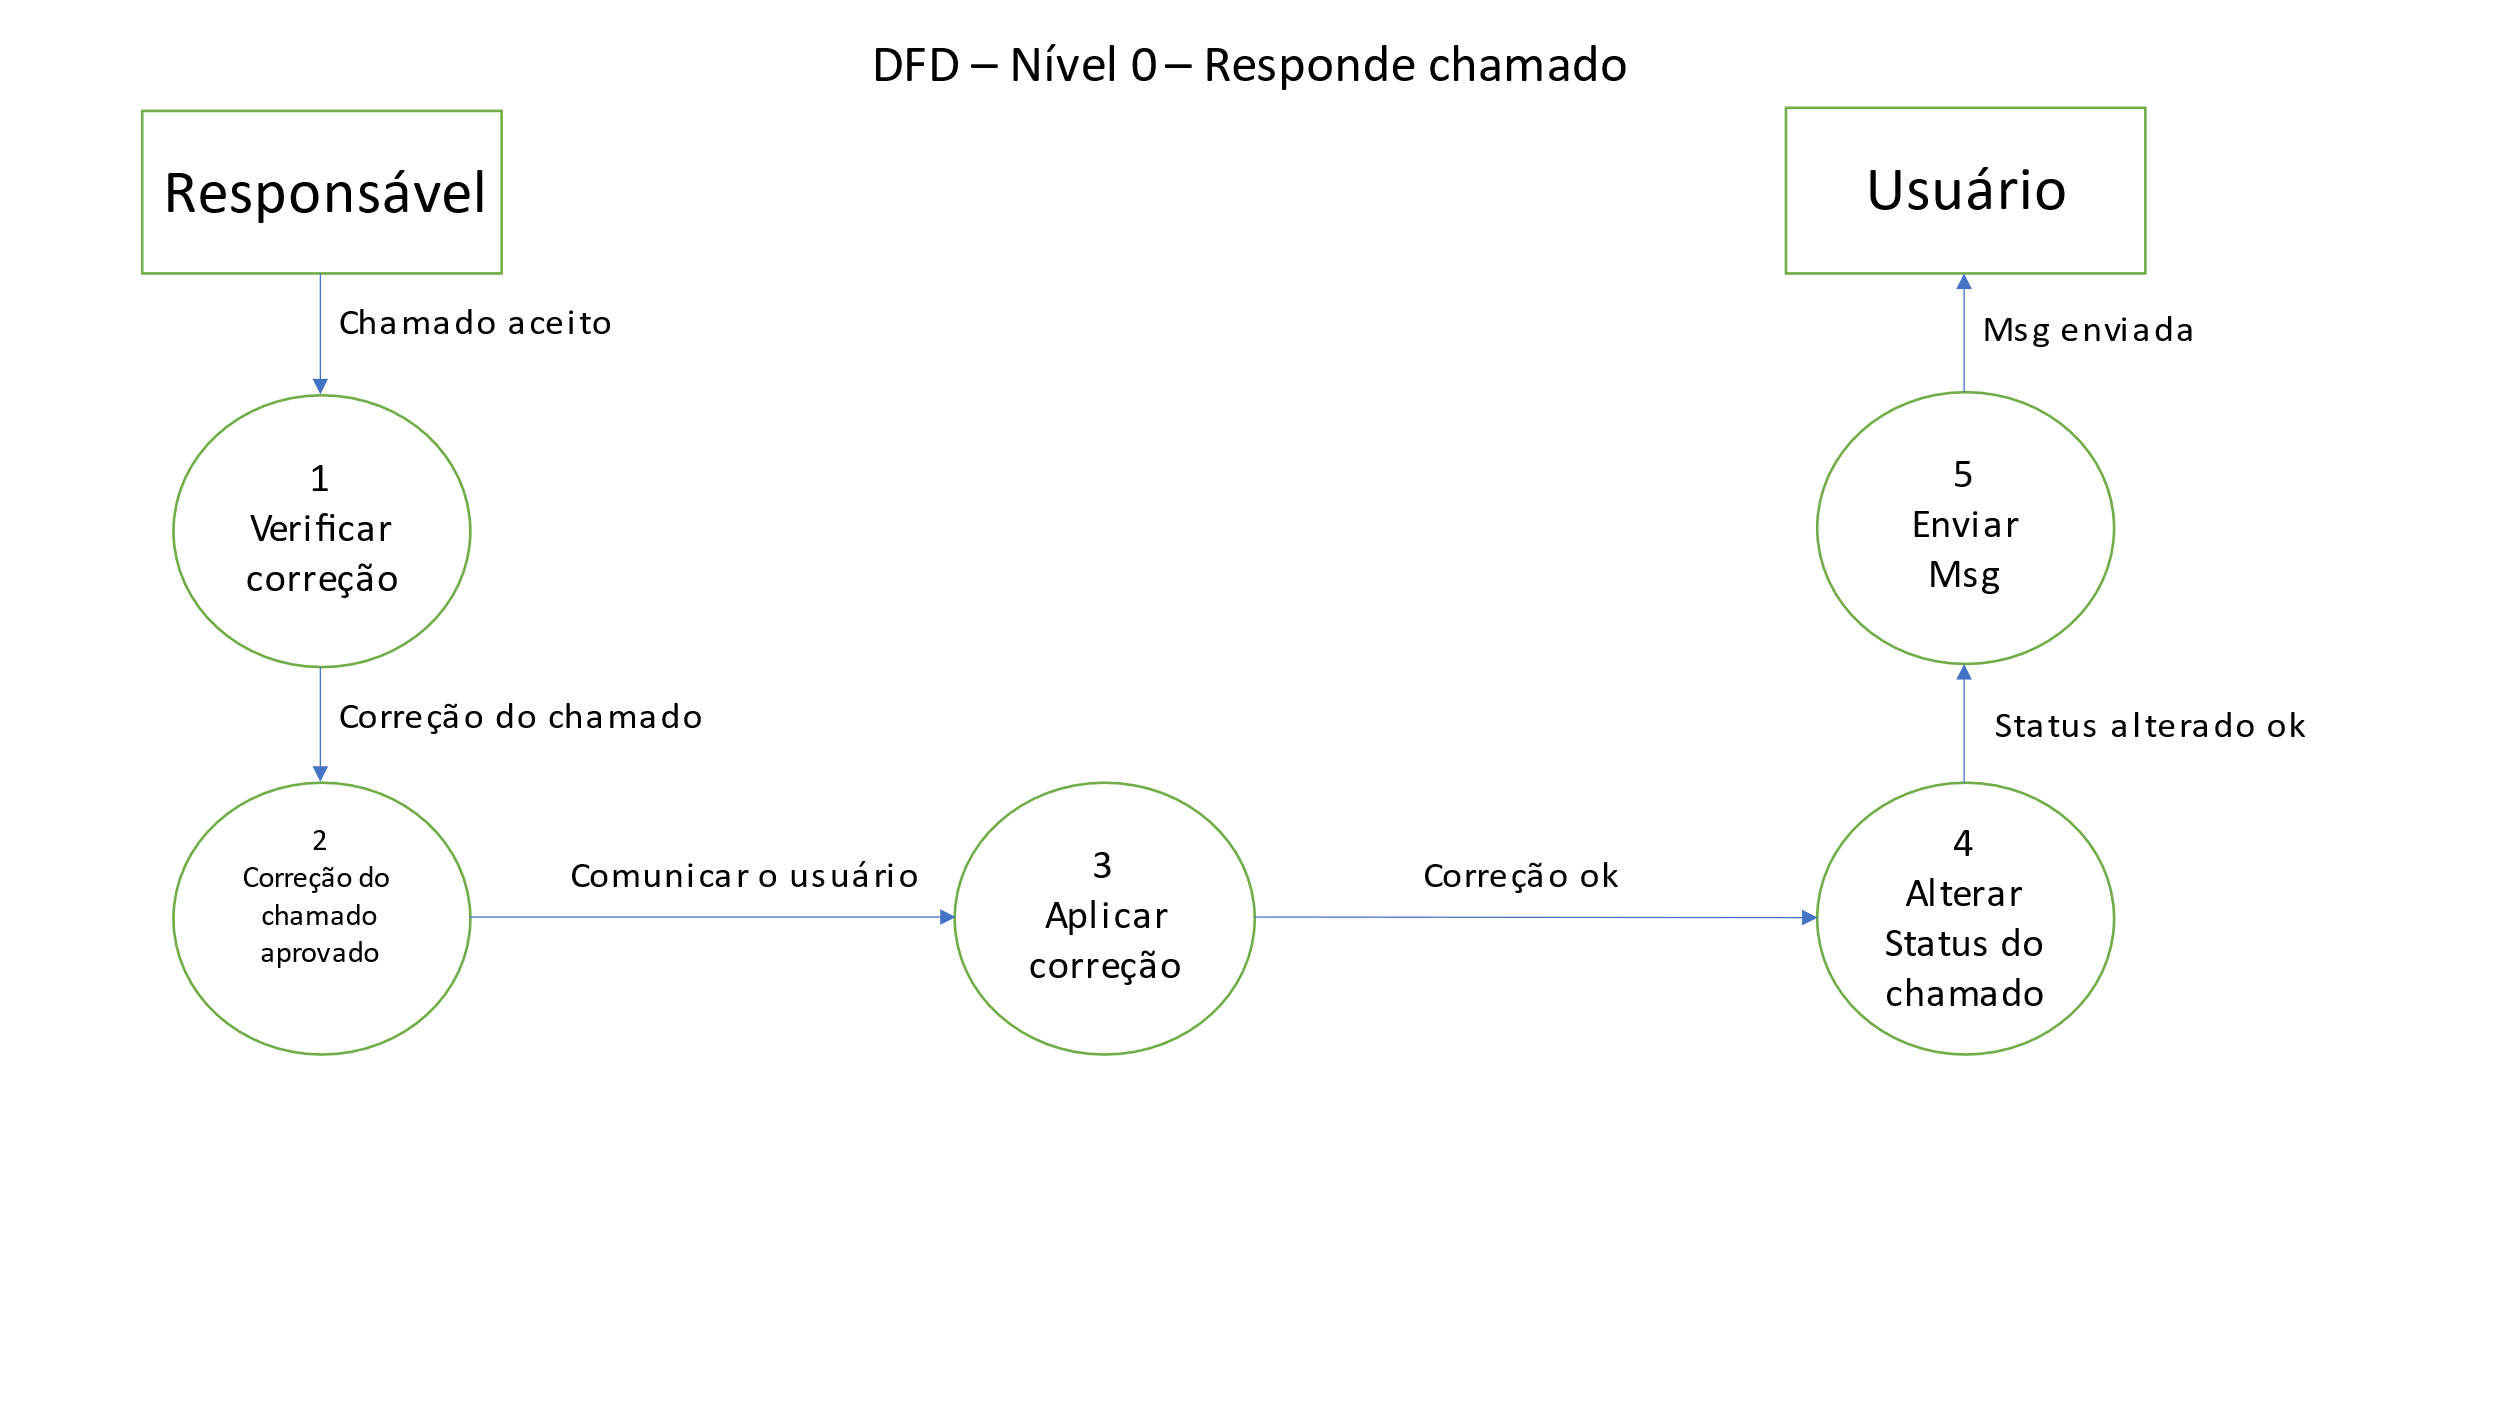 DFD – Nível 0 – Responde chamado
Responsável
Usuário
Chamado aceito
Msg enviada
1
Verificar
correção
5
Enviar
Msg
Correção do chamado
Status alterado ok
2
Correção do
chamado
aprovado
Comunicar o usuário
3
Aplicar
correção
Correção ok
4
Alterar
Status do
chamado